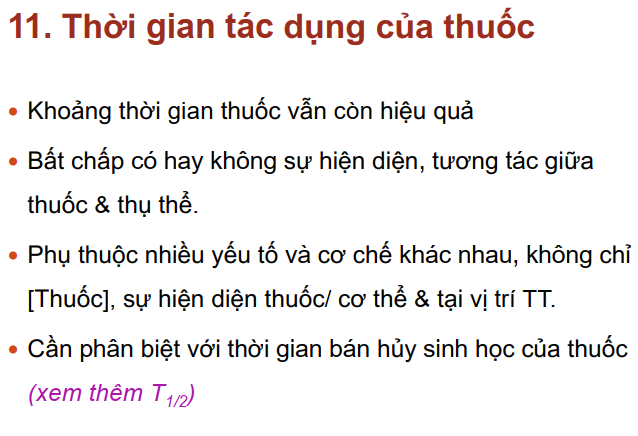 11. Thời gian tác dụng của thuốc
• Khoảng thời gian thuốc vẫn còn hiệu quả
• Bất chấp có hay không sự hiện diện, tương tác giữa
thuốc & thụ thể.
• Phụ thuộc nhiều yếu tố và cơ chế khác nhau, không chỉ
[Thuốc], sự hiện diện thuốc/ cơ thể & tại vị trí TT.
• Cần phân biệt với thời gian bán hủy sinh học của thuốc
(xem thêm T1/2)